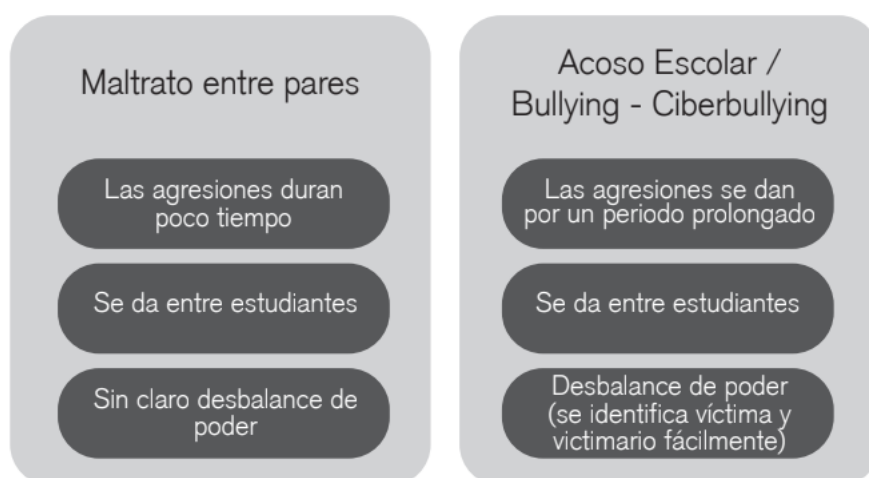 Maltrato entre pares
Las agresiones duran
poco tiempo
Se da entre estudiantes
Sin claro desbalance de
poder
Acoso Escolar /
Bullying - Ciberbullying
Las agresiones se dan
por un periodo prolongado
Se da entre estudiantes
Desbalance de poder
(se identifica víctima y
victimario fácilmente)